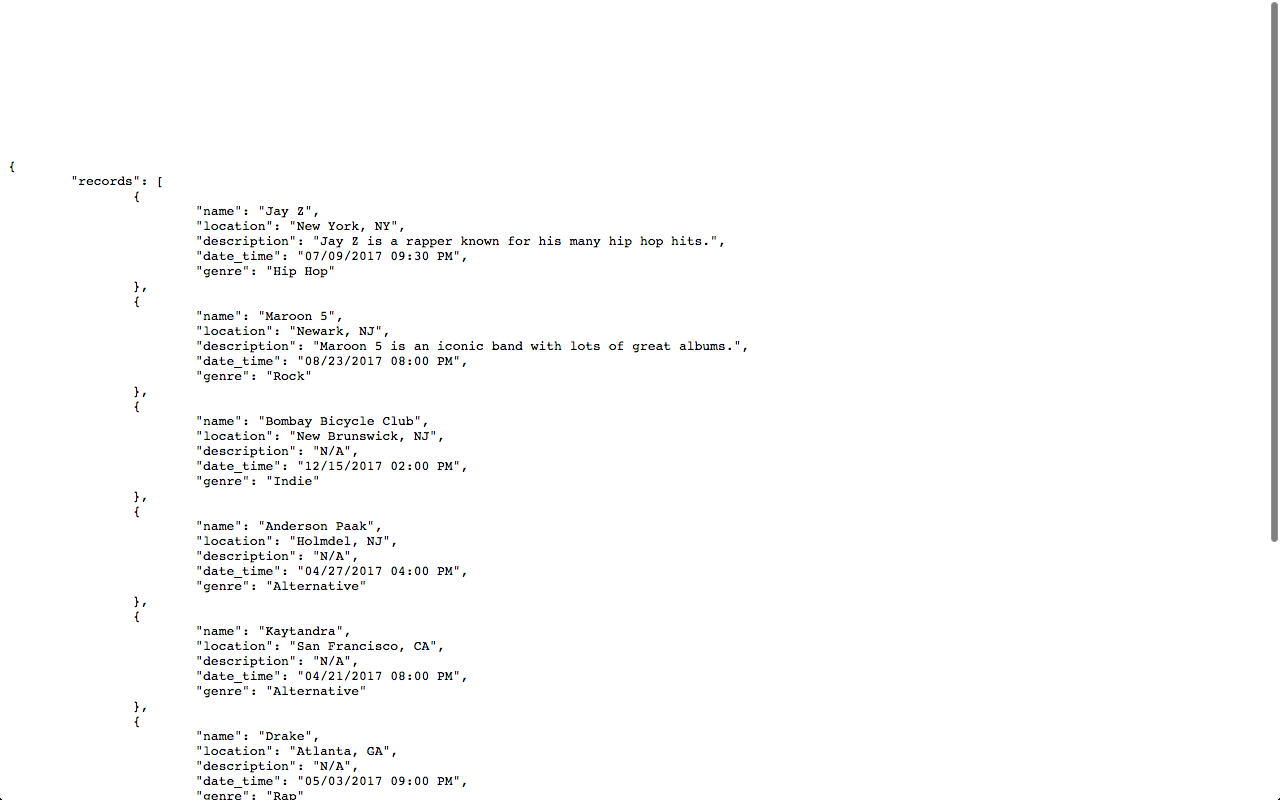 {
"records": [
{
"name": "Jay Z",
"location": "New York, NY",
"description": "Jay Z is a rapper known for his many hip hop hits.",
"date_time": "07/09/2017 09:30 PM",
"genre": "Hip Hop"
},
{
"name": "Maroon 5",
"location": "Newark, NJ",
"description": "Maroon 5 is an iconic band with lots of great albums.",
"date_time": "08/23/2017 08:00 PM",
"genre": "Rock"
},
{
"name": "Bombay Bicycle Club",
"location": "New Brunswick, NJ",
"description": "N/A",
"date_time": "12/15/2017 02:00 PM",
"genre": "Indie"
},
{
"name": "Anderson Paak",
"location": "Holmdel, NJ",
"description": "N/A",
"date_time": "04/27/2017 04:00 PM",
"genre": "Alternative"
},
{
"name": "Kaytandra",
"location": "San Francisco, CA",
"description": "N/A",
"date_time": "04/21/2017 08:00 PM",
"genre": "Alternative"
},
{
"name": "Drake",
"location": "Atlanta, GA",
"description": "N/A",
"date_time": "05/03/2017 09:00 PM",
"genre": "Rap"